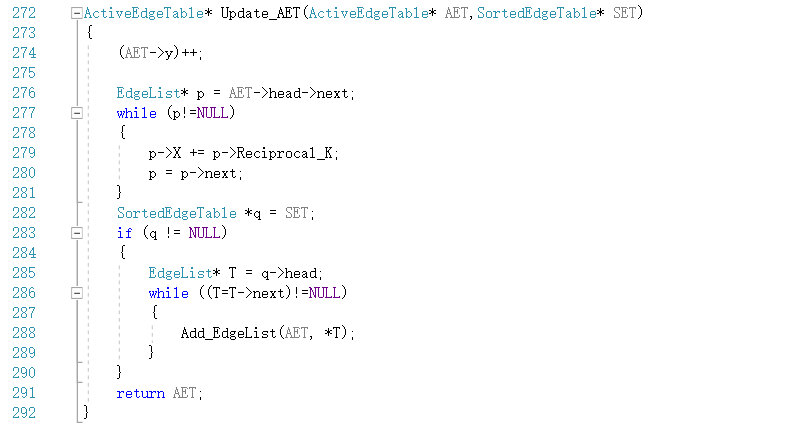 272 ActiveEdgeTable* Update_AET(ActiveEdgeTable* AET,SortedEdgeTable* SET)
273 {
274     (AET->y)++;
275
276     EdgeList* p = AET->head->next;
277     while (p!=NULL)
278     {
279         p->X += p->Reciprocal_K;
280         p = p->next;
281     }
282     SortedEdgeTable *q = SET;
283     if (q != NULL)
284     {
285         EdgeList* T = q->head;
286         while ((T=T->next)!=NULL)
287         {
288             Add_EdgeList(AET, *T);
289         }
290     }
291     return AET;
292 }